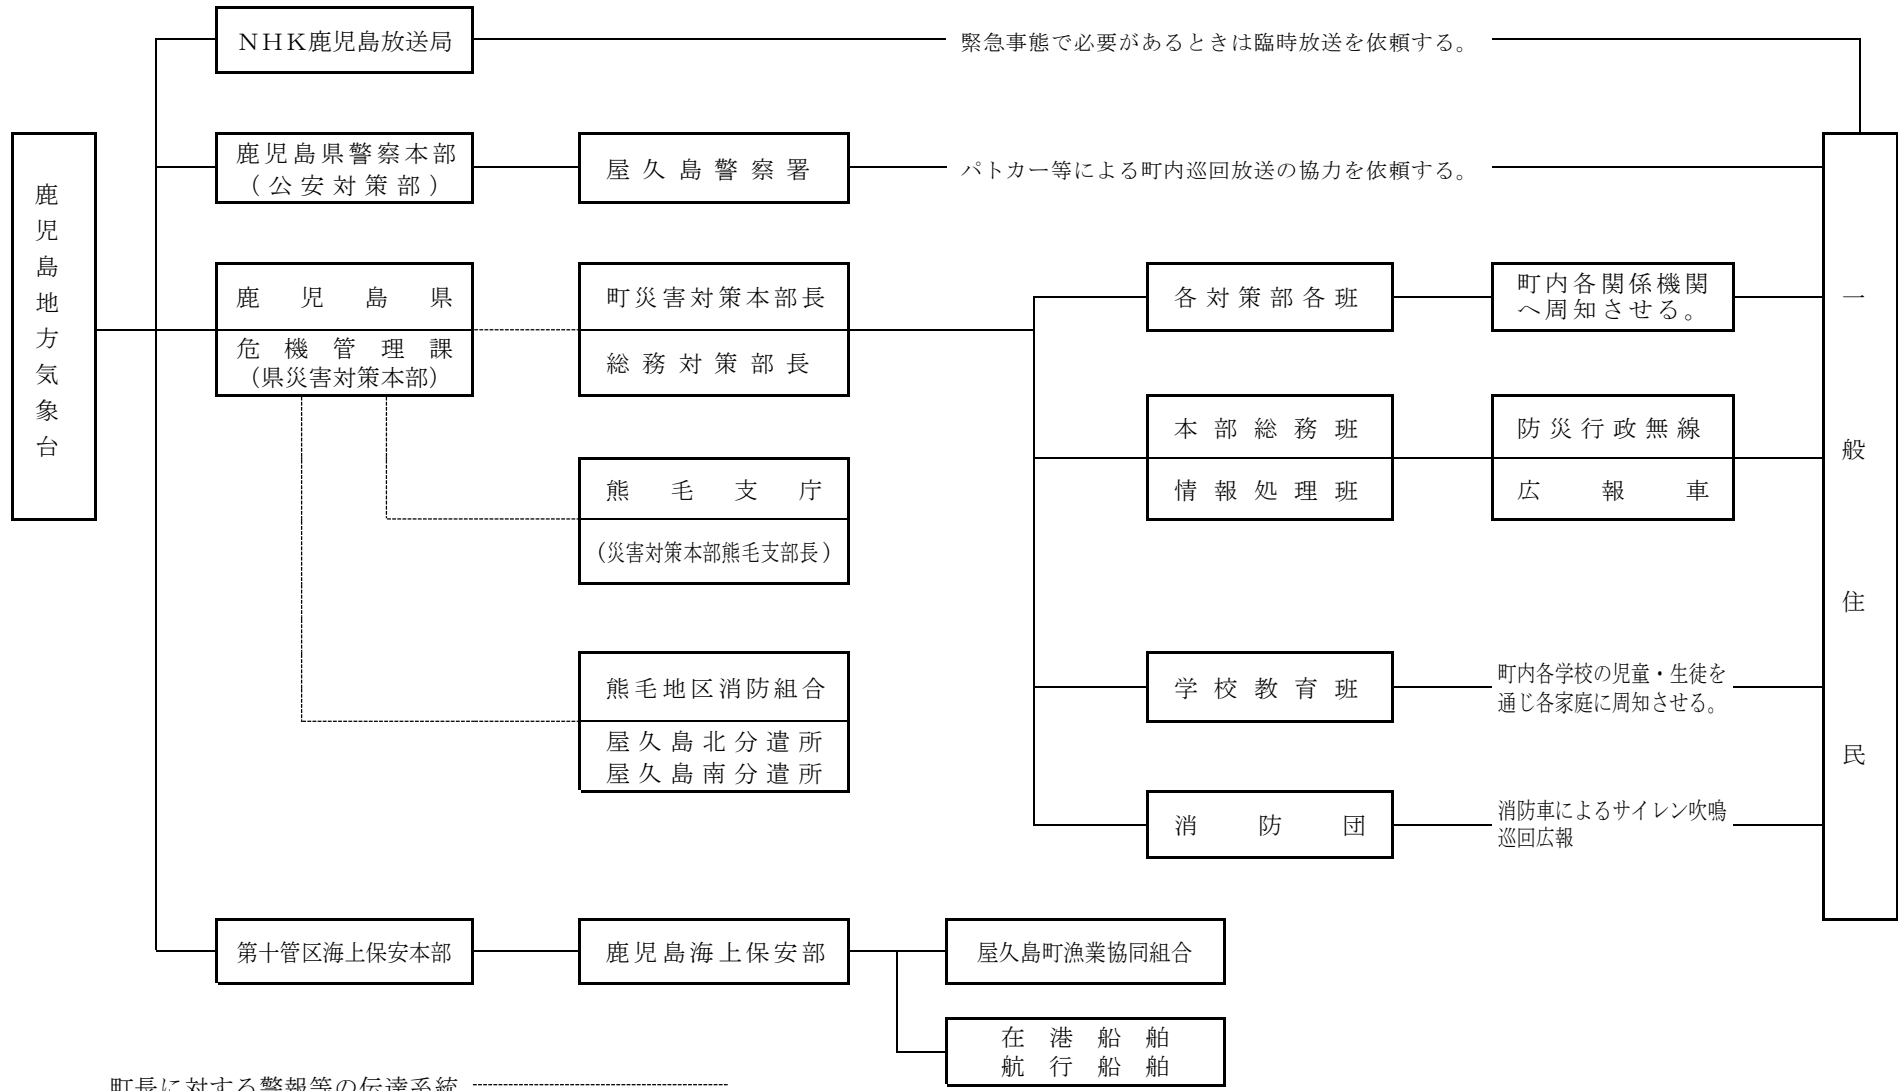 NHK鹿児島放送局
緊急事態で必要があるときは臨時放送を依頼する。
鹿児島地方気象台
鹿児島県警察本部
(公安対策部)
屋久島警察署
パトカー等による町内巡回放送の協力を依頼する。
一般住民
鹿児島県
危機管理課
(県災害対策本部)
町災害対策本部長
総務対策部長
各対策部各班
町内各関係機関
へ周知させる。
本部総務班
情報処理班
防災行政無線
広報車
熊毛支庁
(災害対策本部熊毛支部長)
熊毛地区消防組合
屋久島北分遣所
屋久島南分遣所
学校教育班
町内各学校の児童・生徒を
通じ各家庭に周知させる。
消防団
消防車によるサイレン吹鳴
巡回広報
第十管区海上保安本部
鹿児島海上保安部
屋久島町漁業協同組合
在港船舶
航行船舶
町長に対する警報等の伝達系統